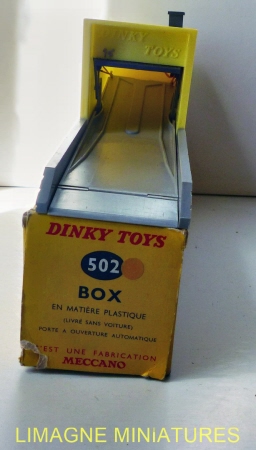 DINKY TOYS
DINKY TOYS
502
BOX
EN MATIÈRE PLASTIQUE
(LIVRÉ SANS VOITURE)
PORTE A OUVERTURE AUTOMATIQUE
C'EST UNE FABRICATION
MECCANO
LIMAGNE MINIATURES